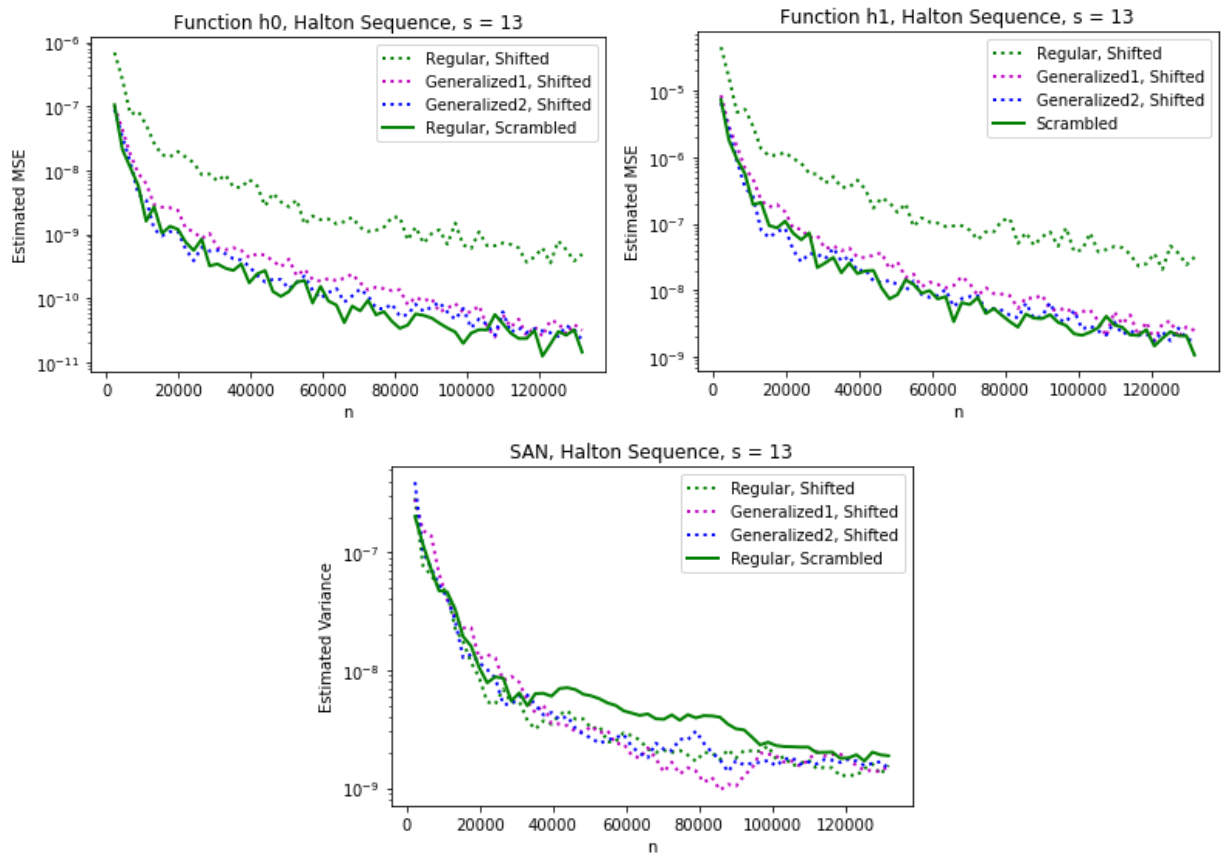 Function h0, Halton Sequence, s = 13
Estimated MSE
10⁻⁶
10⁻⁷
10⁻⁸
10⁻⁹
10⁻¹⁰
10⁻¹¹
Regular, Shifted
Generalized1, Shifted
Generalized2, Shifted
Regular, Scrambled
0 20000 40000 60000 80000 100000 120000
n
Function h1, Halton Sequence, s = 13
Estimated MSE
10⁻⁵
10⁻⁶
10⁻⁷
10⁻⁸
10⁻⁹
Regular, Shifted
Generalized1, Shifted
Generalized2, Shifted
Scrambled
0 20000 40000 60000 80000 100000 120000
n
SAN, Halton Sequence, s = 13
Estimated Variance
10⁻⁷
10⁻⁸
10⁻⁹
Regular, Shifted
Generalized1, Shifted
Generalized2, Shifted
Regular, Scrambled
0 20000 40000 60000 80000 100000 120000
n